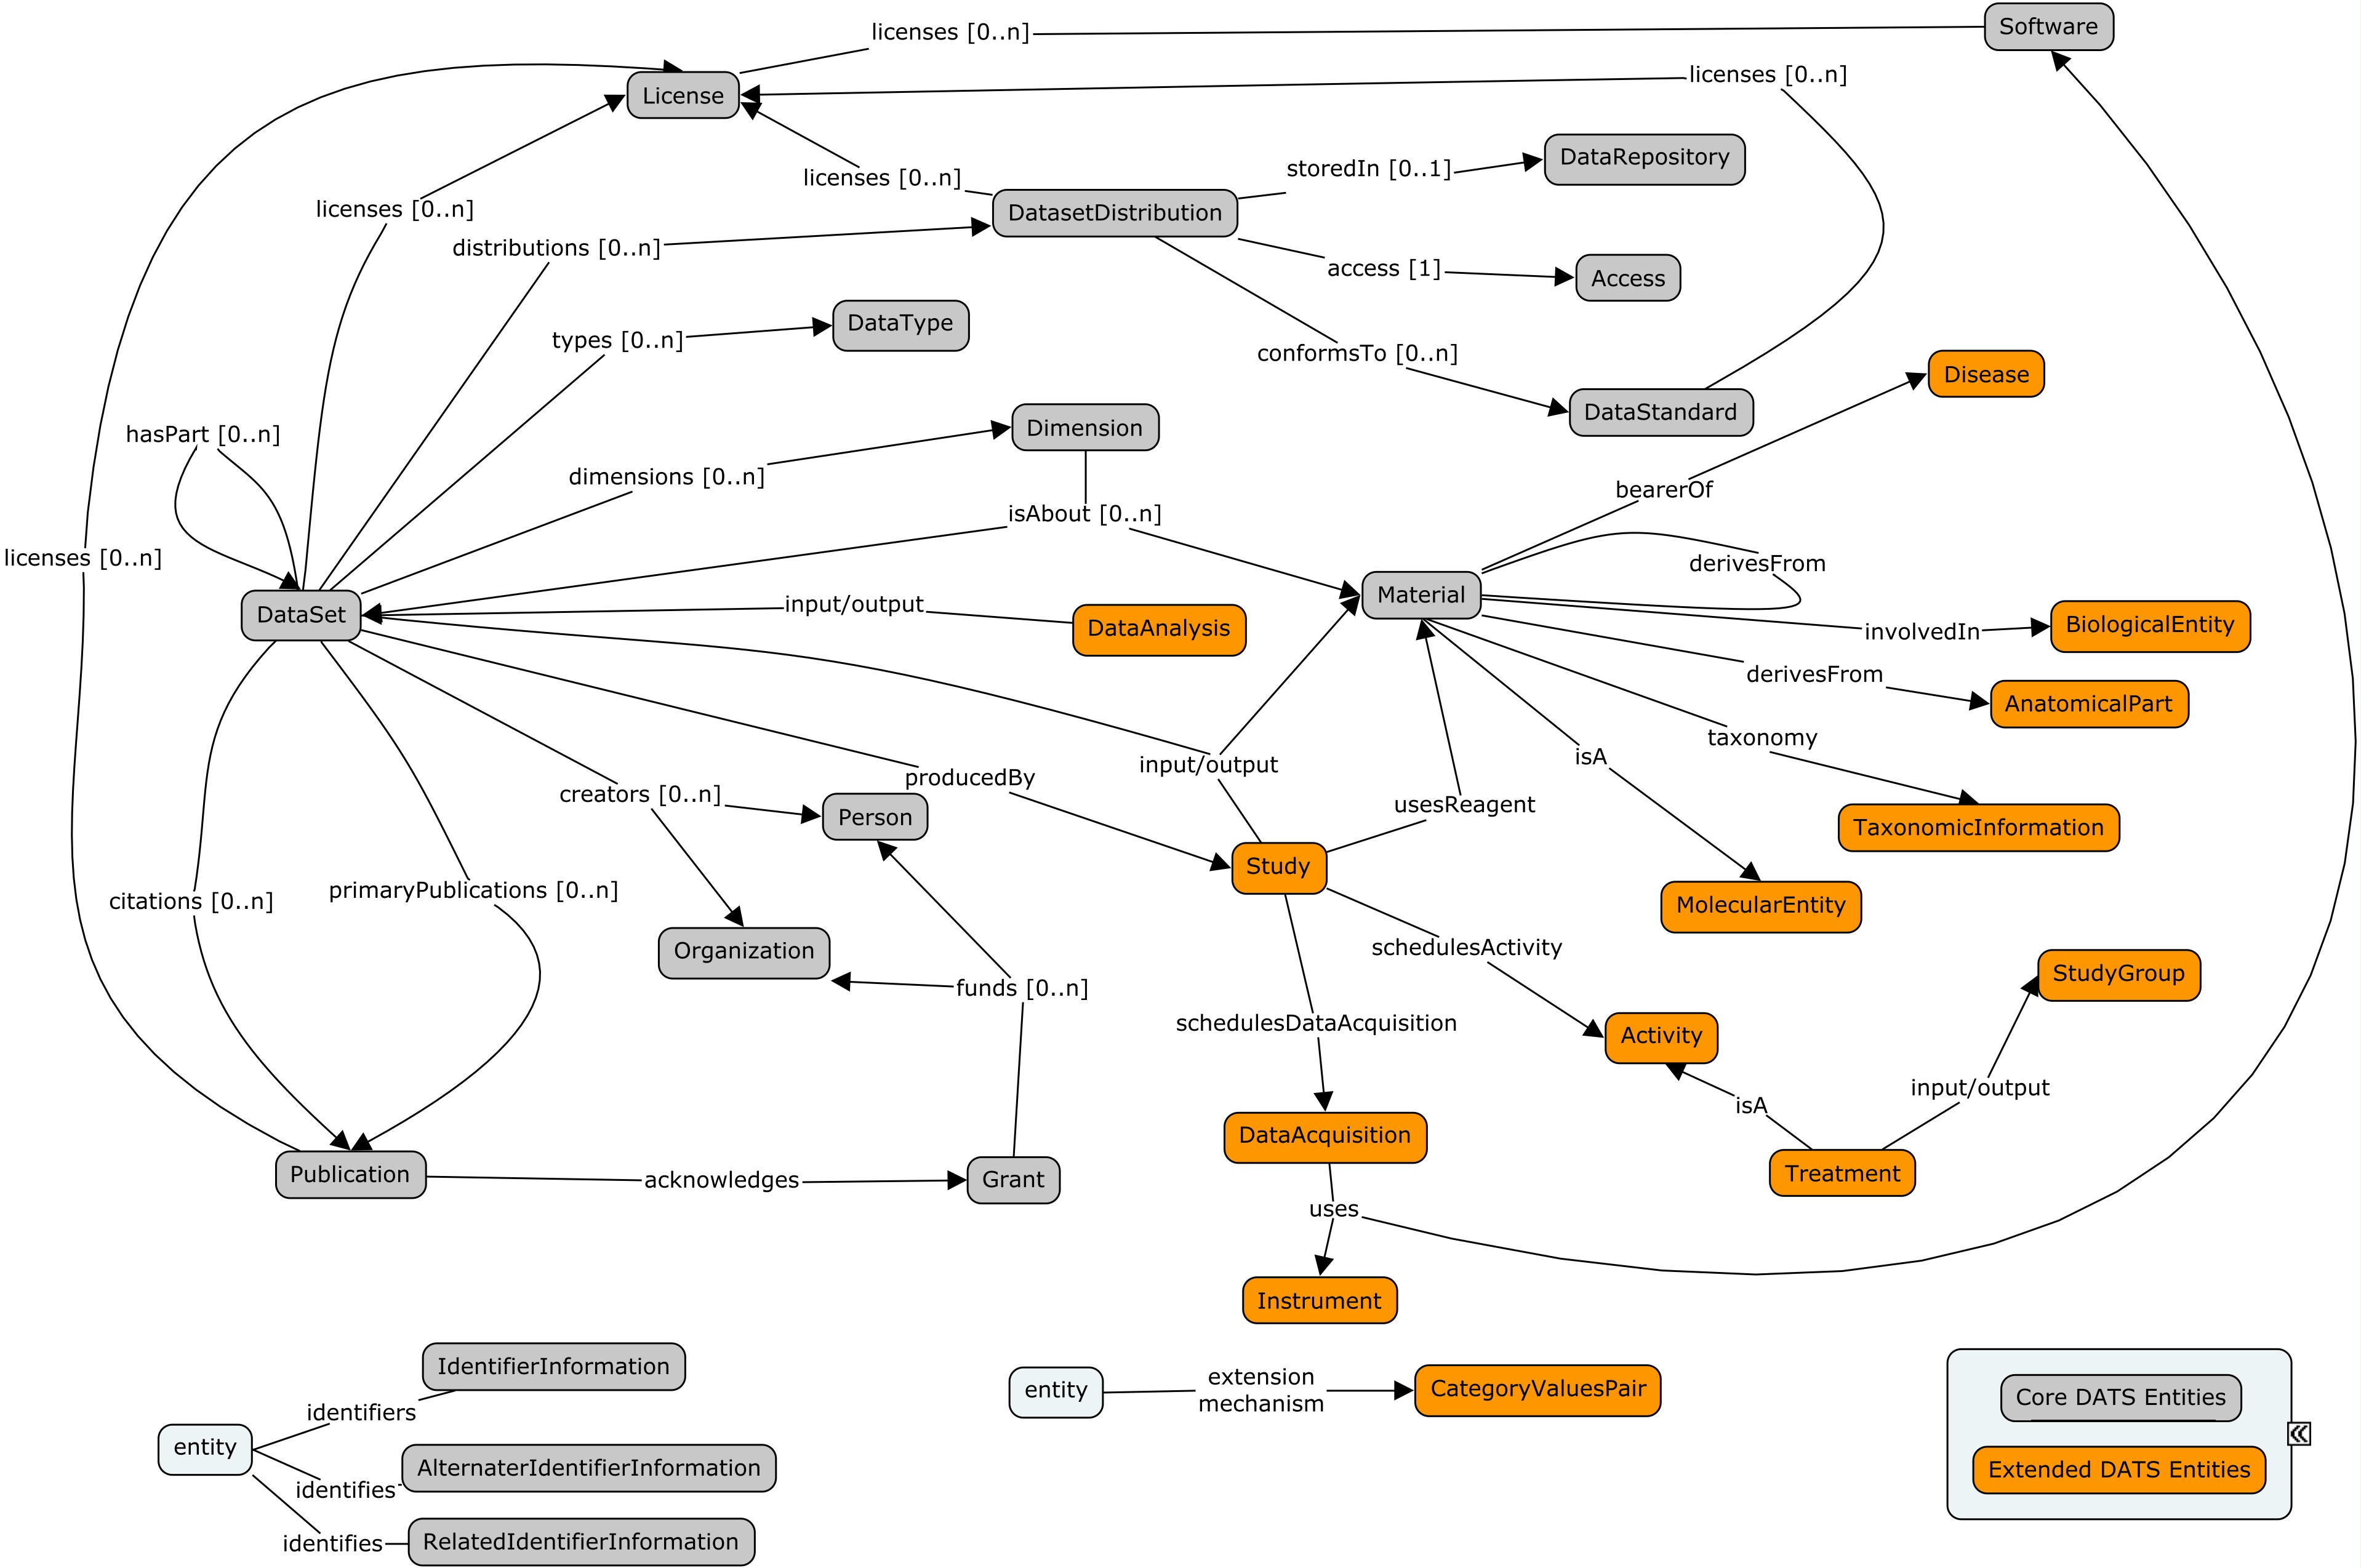 licenses [0..n]
Software
licenses [0..n]
License
DataRepository
storedIn [0..1]
licenses [0..n]
licenses [0..n]
DatasetDistribution
distributions [0..n]
access [1]
Access
DataType
types [0..n]
conformsTo [0..n]
Disease
DataStandard
hasPart [0..n]
Dimension
dimensions [0..n]
bearerOf
isAbout [0..n]
licenses [0..n]
derivesFrom
Material
input/output
DataSet
DataAnalysis
involvedIn
BiologicalEntity
derivesFrom
AnatomicalPart
taxonomy
isA
input/output
producedBy
creators [0..n]
Person
usesReagent
TaxonomicInformation
Study
primaryPublications [0..n]
citations [0..n]
MolecularEntity
schedulesActivity
Organization
StudyGroup
funds [0..n]
schedulesDataAcquisition
Activity
input/output
isA
DataAcquisition
Publication
acknowledges
Grant
Treatment
uses
Instrument
IdentifierInformation
identifiers
entity
AlternaterIdentifierInformation
identifies
RelatedIdentifierInformation
identifies
entity
extension
mechanism
CategoryValuesPair
Core DATS Entities
Extended DATS Entities